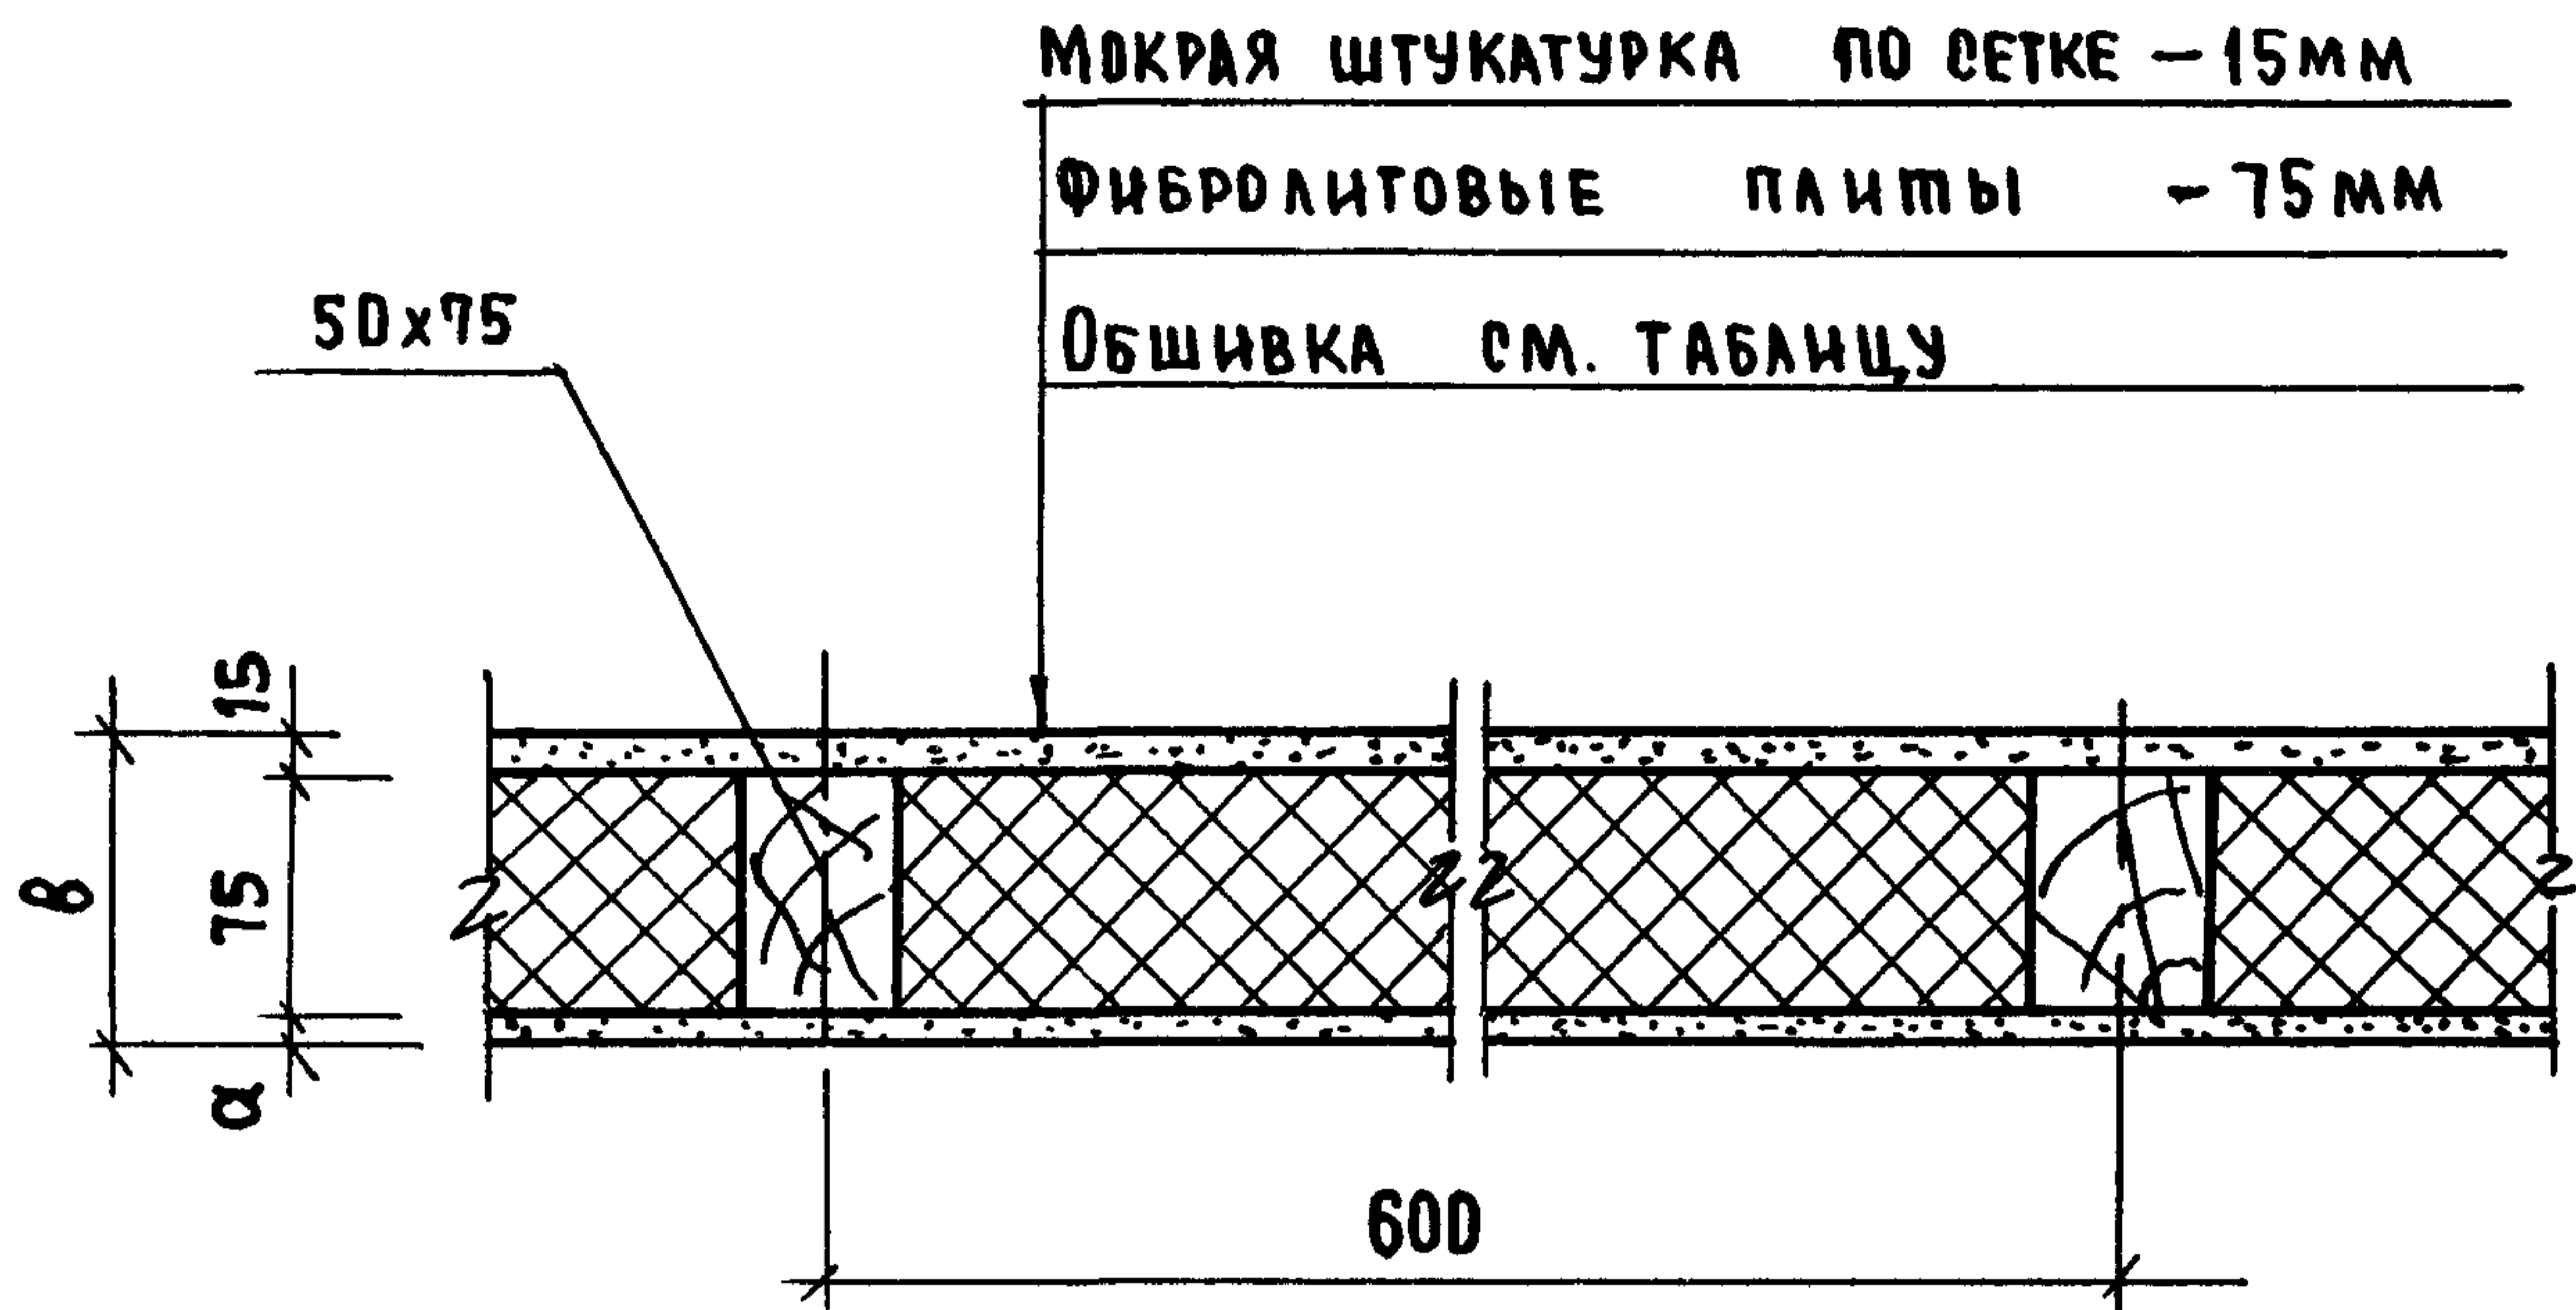 МОКРАЯ ШТУКАТУРКА ПО СЕТКЕ – 15ММ
ФИБРОЛИТОВЫЕ ПЛИТЫ – 75ММ
50х75
ОБШИВКА СМ. ТАБЛИЦУ
15
75
в
а
600